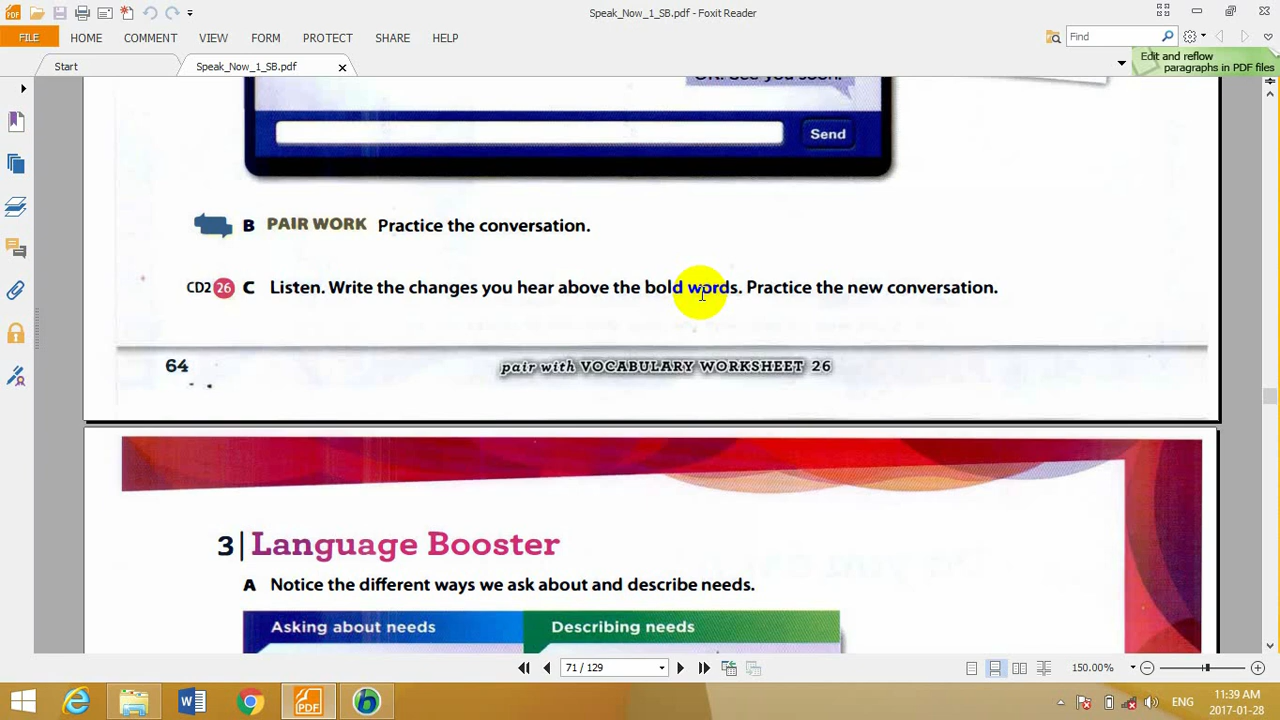 Speak_Now_1_SB.pdf - Foxit Reader
FILE HOME COMMENT VIEW FORM PROTECT SHARE HELP
Find
Edit and reflow
paragraphs in PDF files
Start
Speak_Now_1_SB.pdf
OK. See you soon.
Send
B PAIR WORK Practice the conversation.
CD2 26 C Listen. Write the changes you hear above the bold words. Practice the new conversation.
64
pair with VOCABULARY WORKSHEET 26
3 | Language Booster
A Notice the different ways we ask about and describe needs.
Asking about needs
Describing needs
71 / 129
150.00%
ENG
11:39 AM
2017-01-28